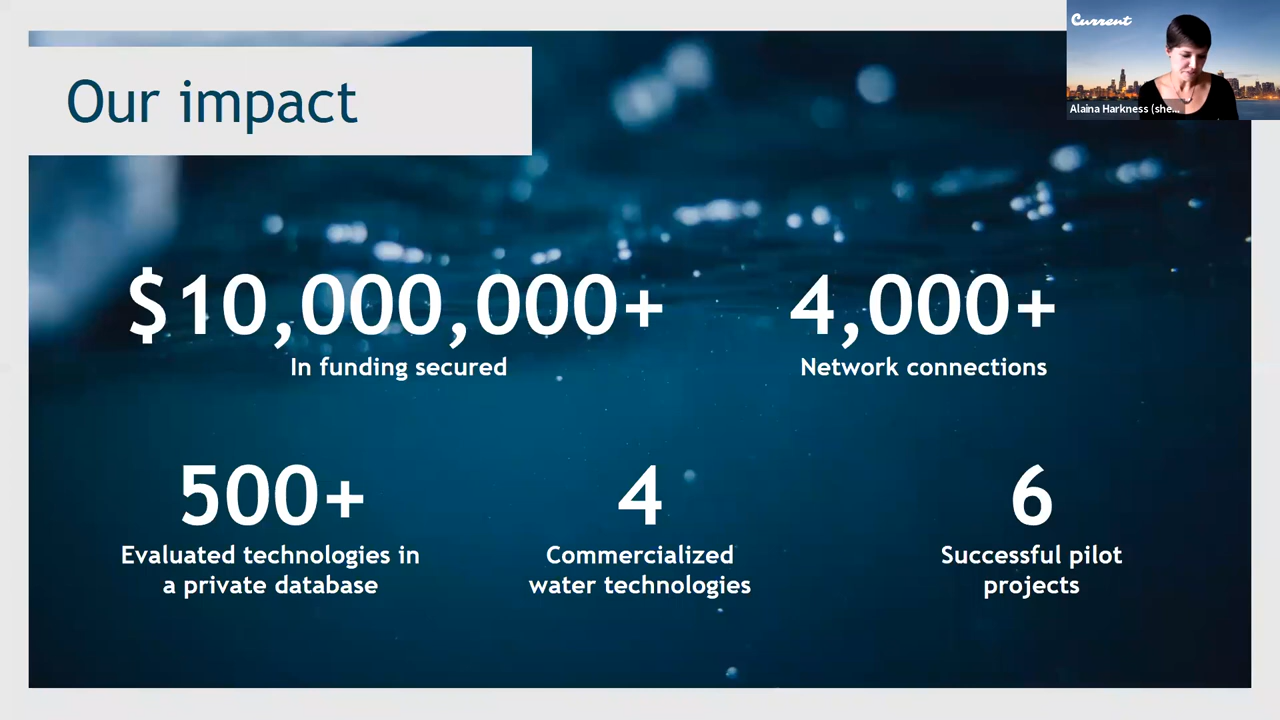 Current
Our impact
Alaina Harkness (she...
$10,000,000+
In funding secured
4,000+
Network connections
500+
Evaluated technologies in
a private database
4
Commercialized
water technologies
6
Successful pilot
projects